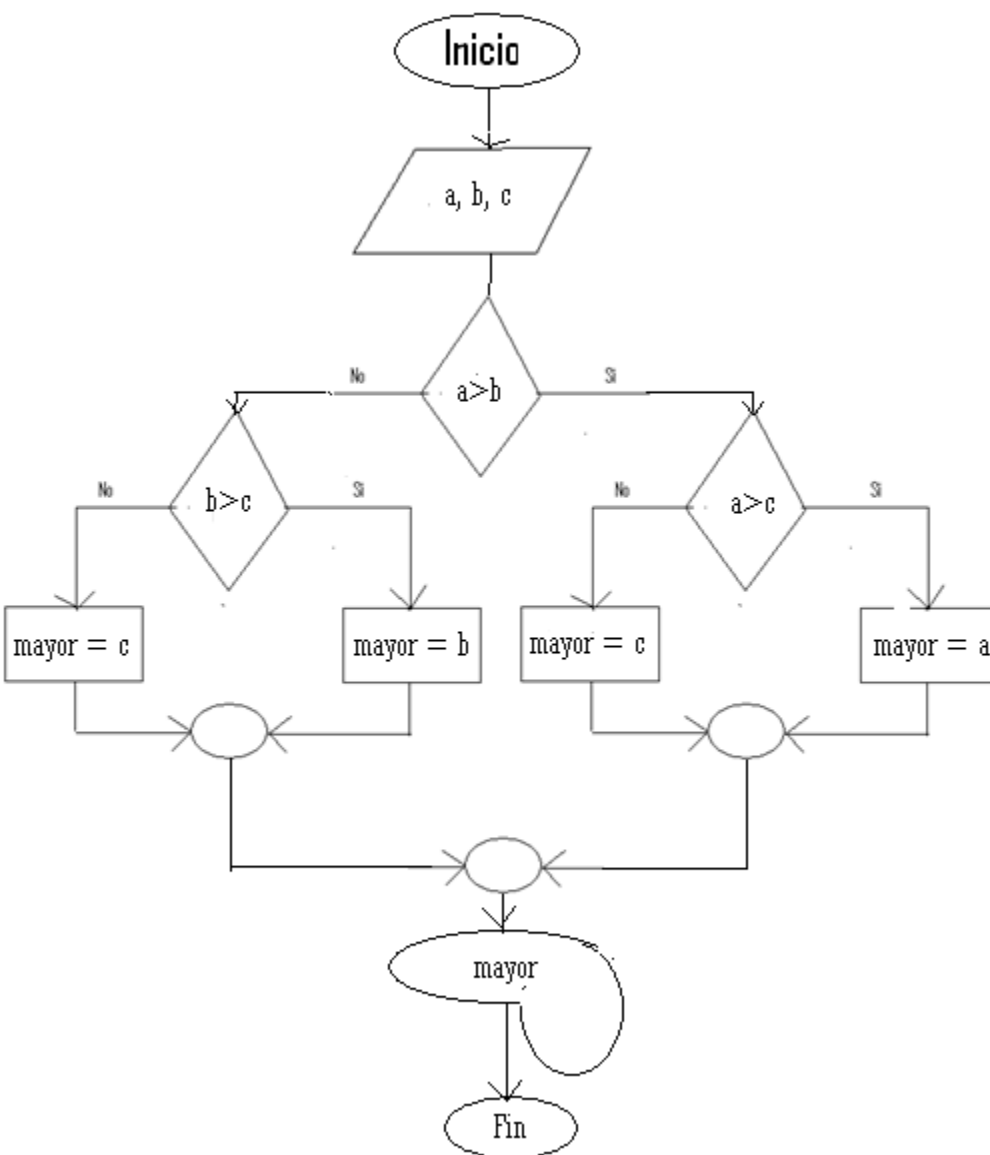 Inicio
a, b, c
No
a>b
Si
No
b>c
Si
No
a>c
Si
mayor = c
mayor = b
mayor = c
mayor = a
mayor
Fin